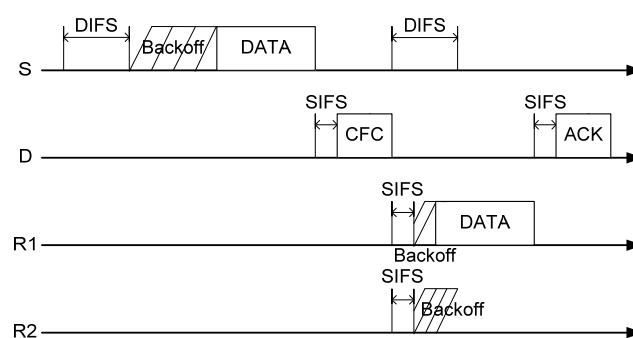 DIFS DIFS
Backoff DATA
S
SIFS SIFS
CFC ACK
D
SIFS
DATA
R1
Backoff
SIFS
Backoff
R2